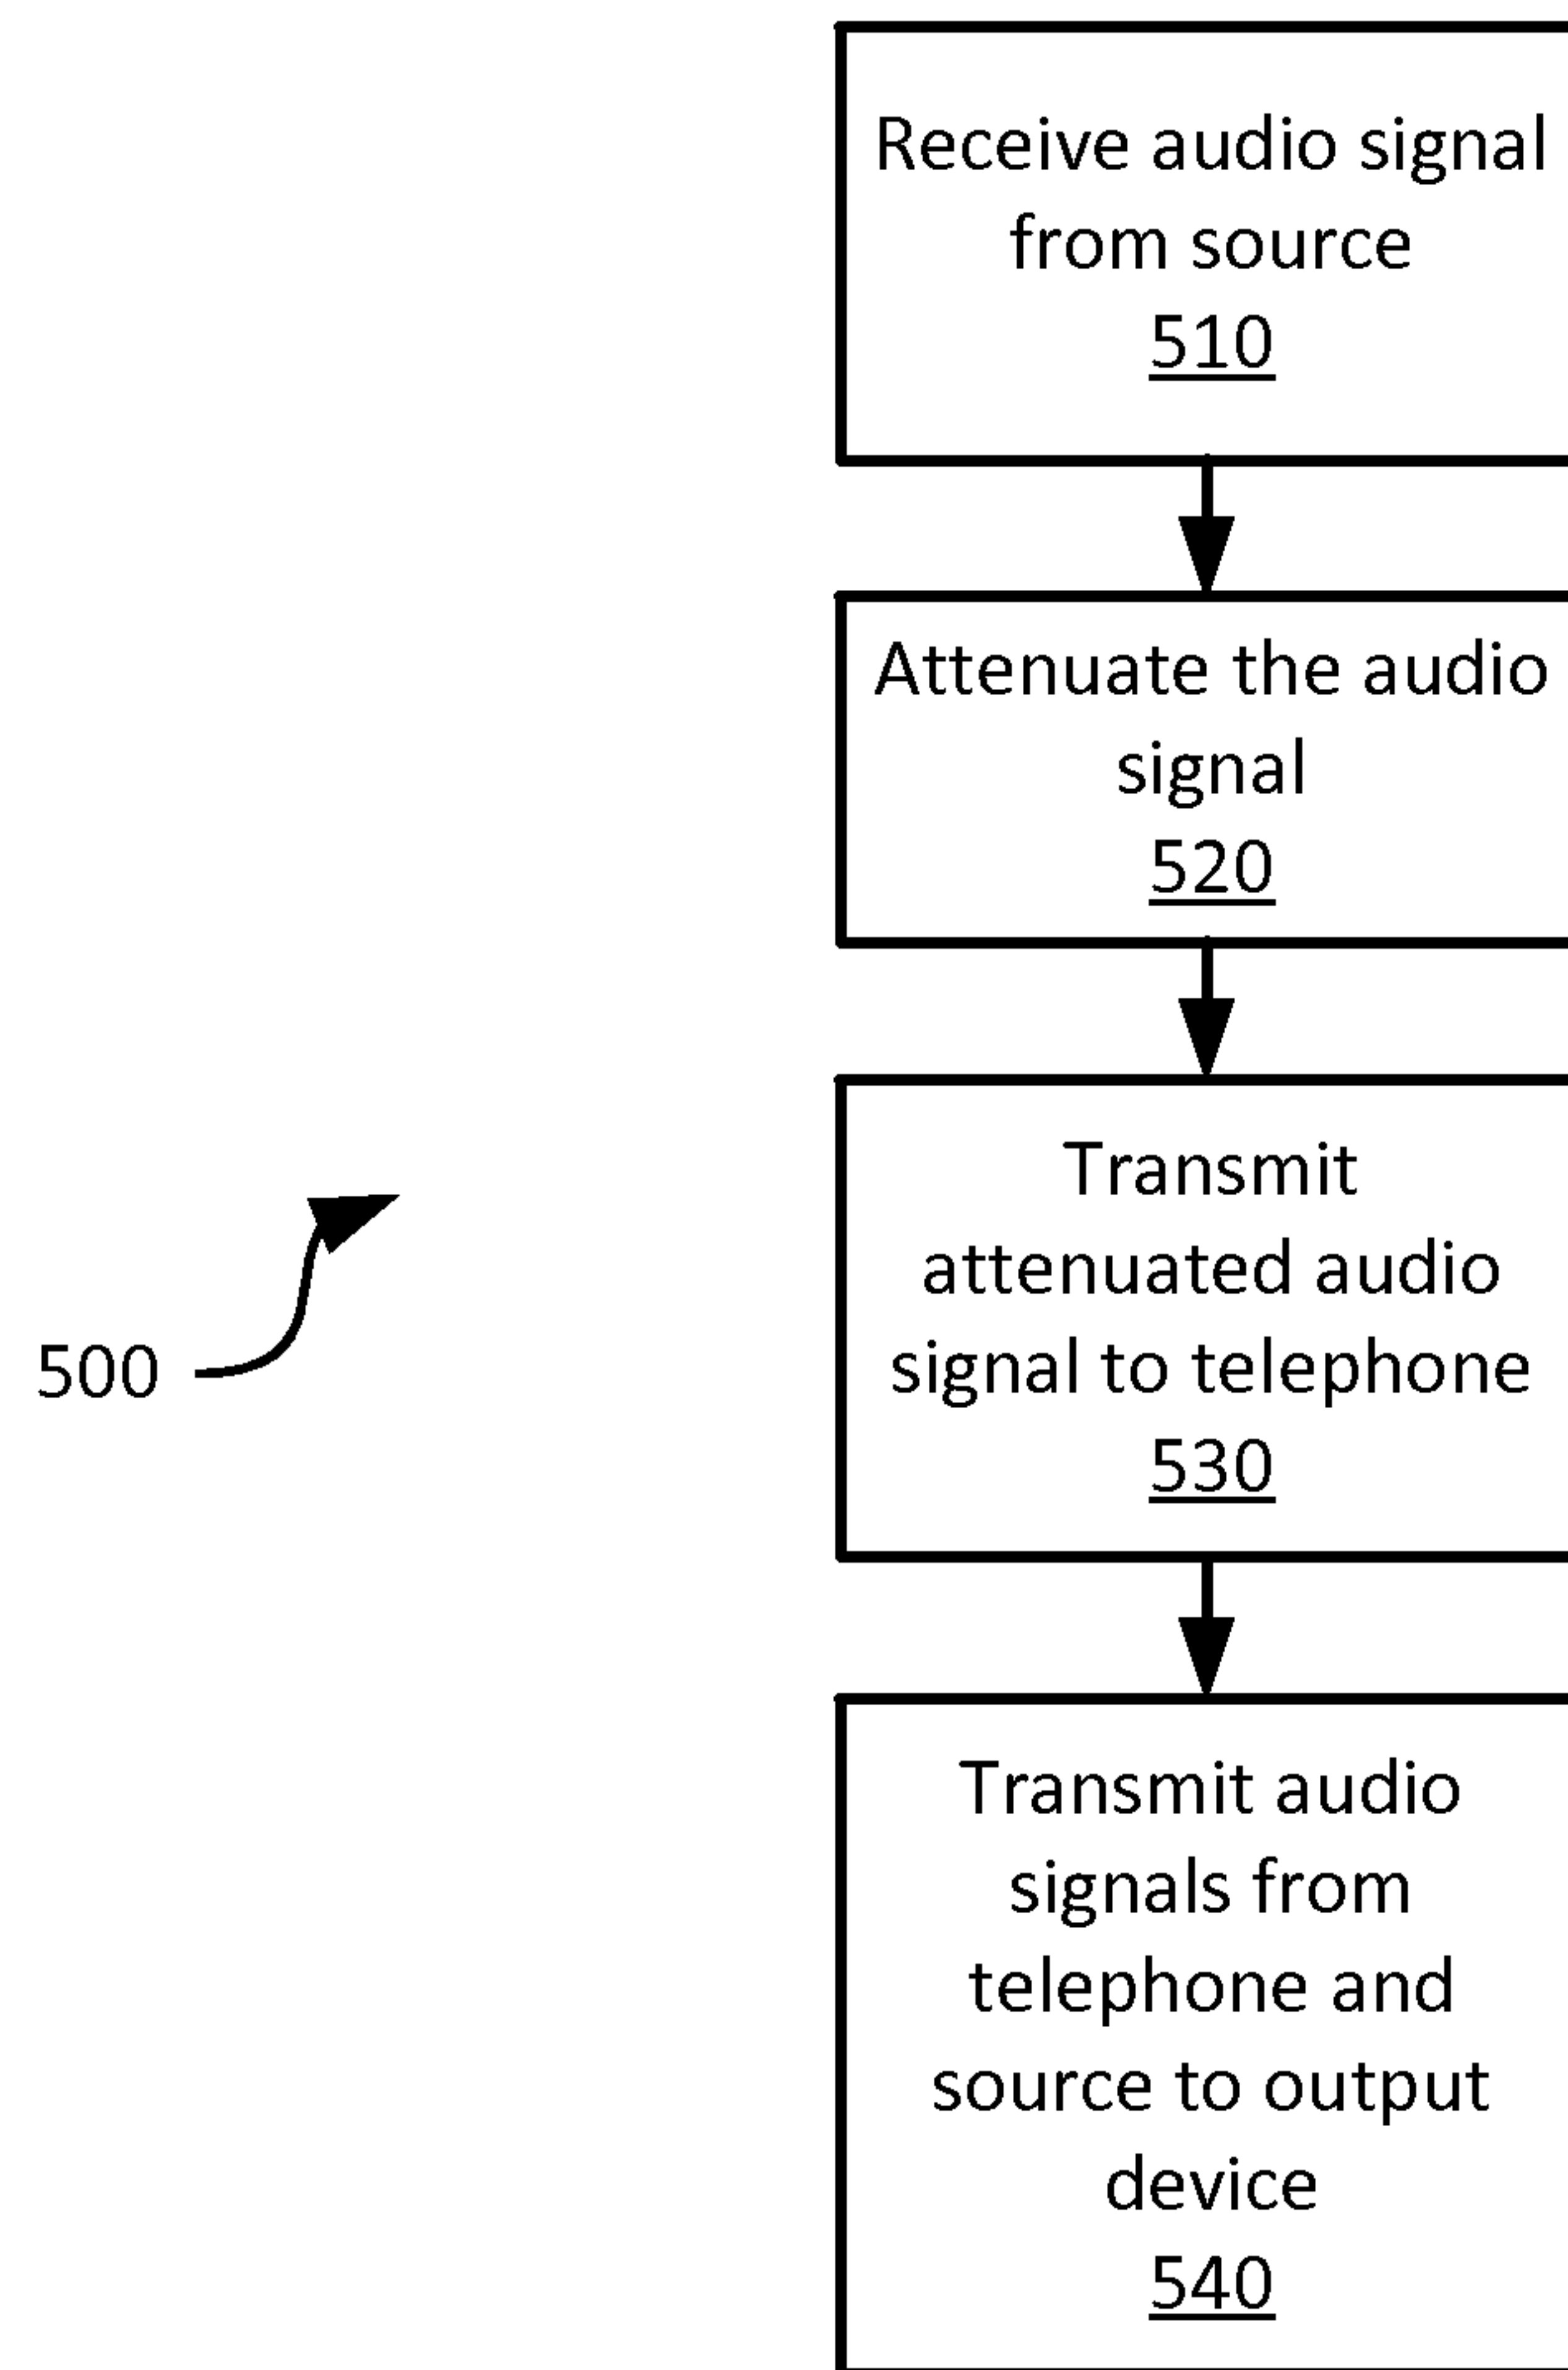 Receive audio signal
from source
510
Attenuate the audio
signal
520
Transmit
attenuated audio
signal to telephone
530
500
Transmit audio
signals from
telephone and
source to output
device
540